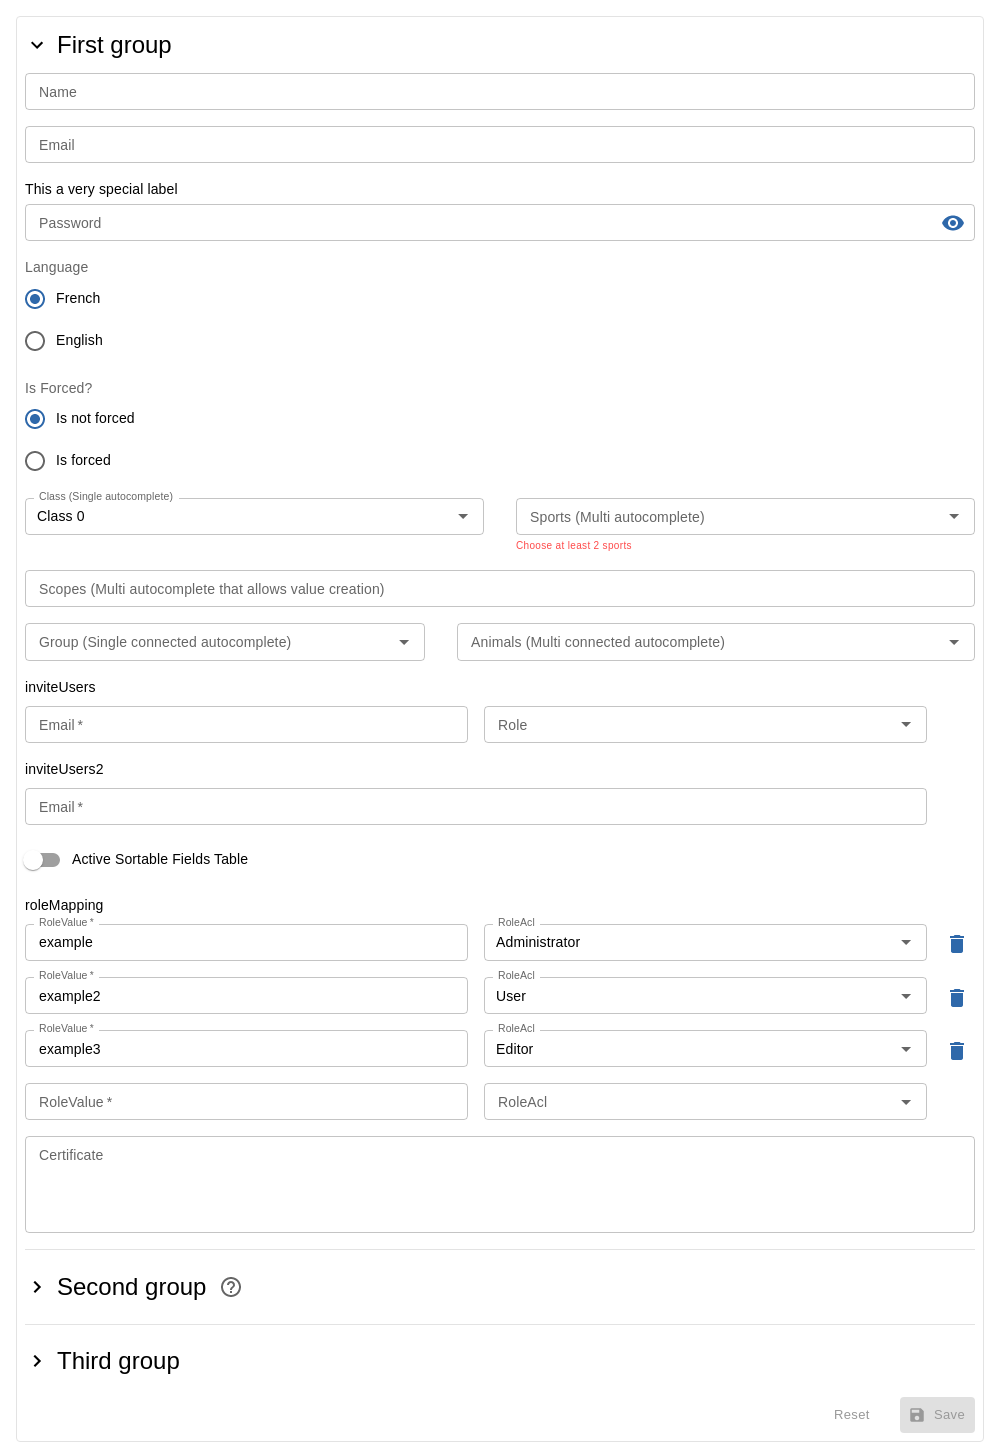 First group
Name
Email
This a very special label
Password
Language
French
English
Is Forced?
Is not forced
Is forced
Class (Single autocomplete)
Class 0
Sports (Multi autocomplete)
Choose at least 2 sports
Scopes (Multi autocomplete that allows value creation)
Group (Single connected autocomplete)
Animals (Multi connected autocomplete)
inviteUsers
Email *
Role
inviteUsers2
Email *
Active Sortable Fields Table
roleMapping
RoleValue *
RoleAcl
example
Administrator
RoleValue *
RoleAcl
example2
User
RoleValue *
RoleAcl
example3
Editor
RoleValue *
RoleAcl
Certificate
Second group
Third group
Reset
Save